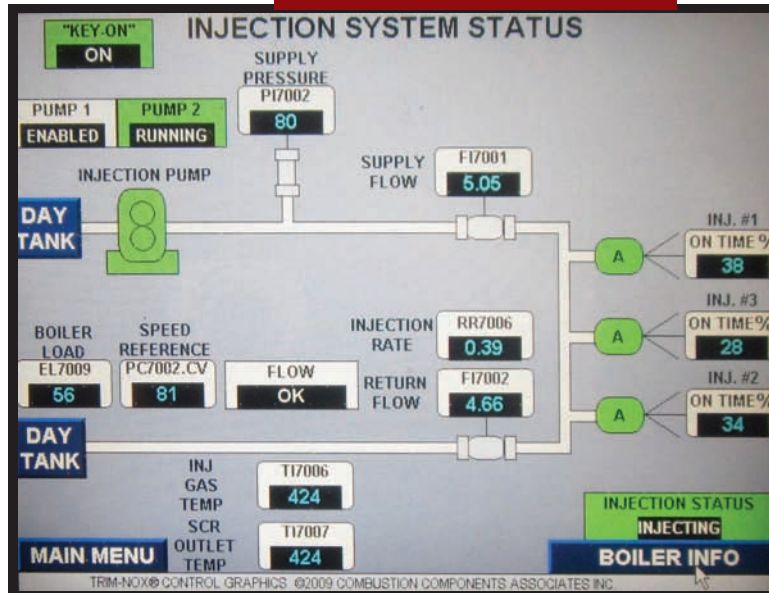 "KEY-ON"
ON
INJECTION SYSTEM STATUS
SUPPLY
PRESSURE
PI7002
80
PUMP 1
ENABLED
PUMP 2
RUNNING
INJECTION PUMP
SUPPLY
FLOW
FI7001
5.05
DAY
TANK
INJ. #1
ON TIME %
38
A
INJ. #3
ON TIME%
28
A
INJ. #2
ON TIME%
34
A
BOILER
LOAD
EL7009
56
SPEED
REFERENCE
PC7002.CV
81
FLOW
OK
INJECTION
RATE
RR7006
0.39
RETURN
FLOW
FI7002
4.66
DAY
TANK
INJ
GAS
TEMP
TI7006
424
SCR
OUTLET
TEMP
TI7007
424
INJECTION STATUS
INJECTING
MAIN MENU
BOILER INFO
TRIM-NOX® CONTROL GRAPHICS ©2009 COMBUSTION COMPONENTS ASSOCIATES INC.